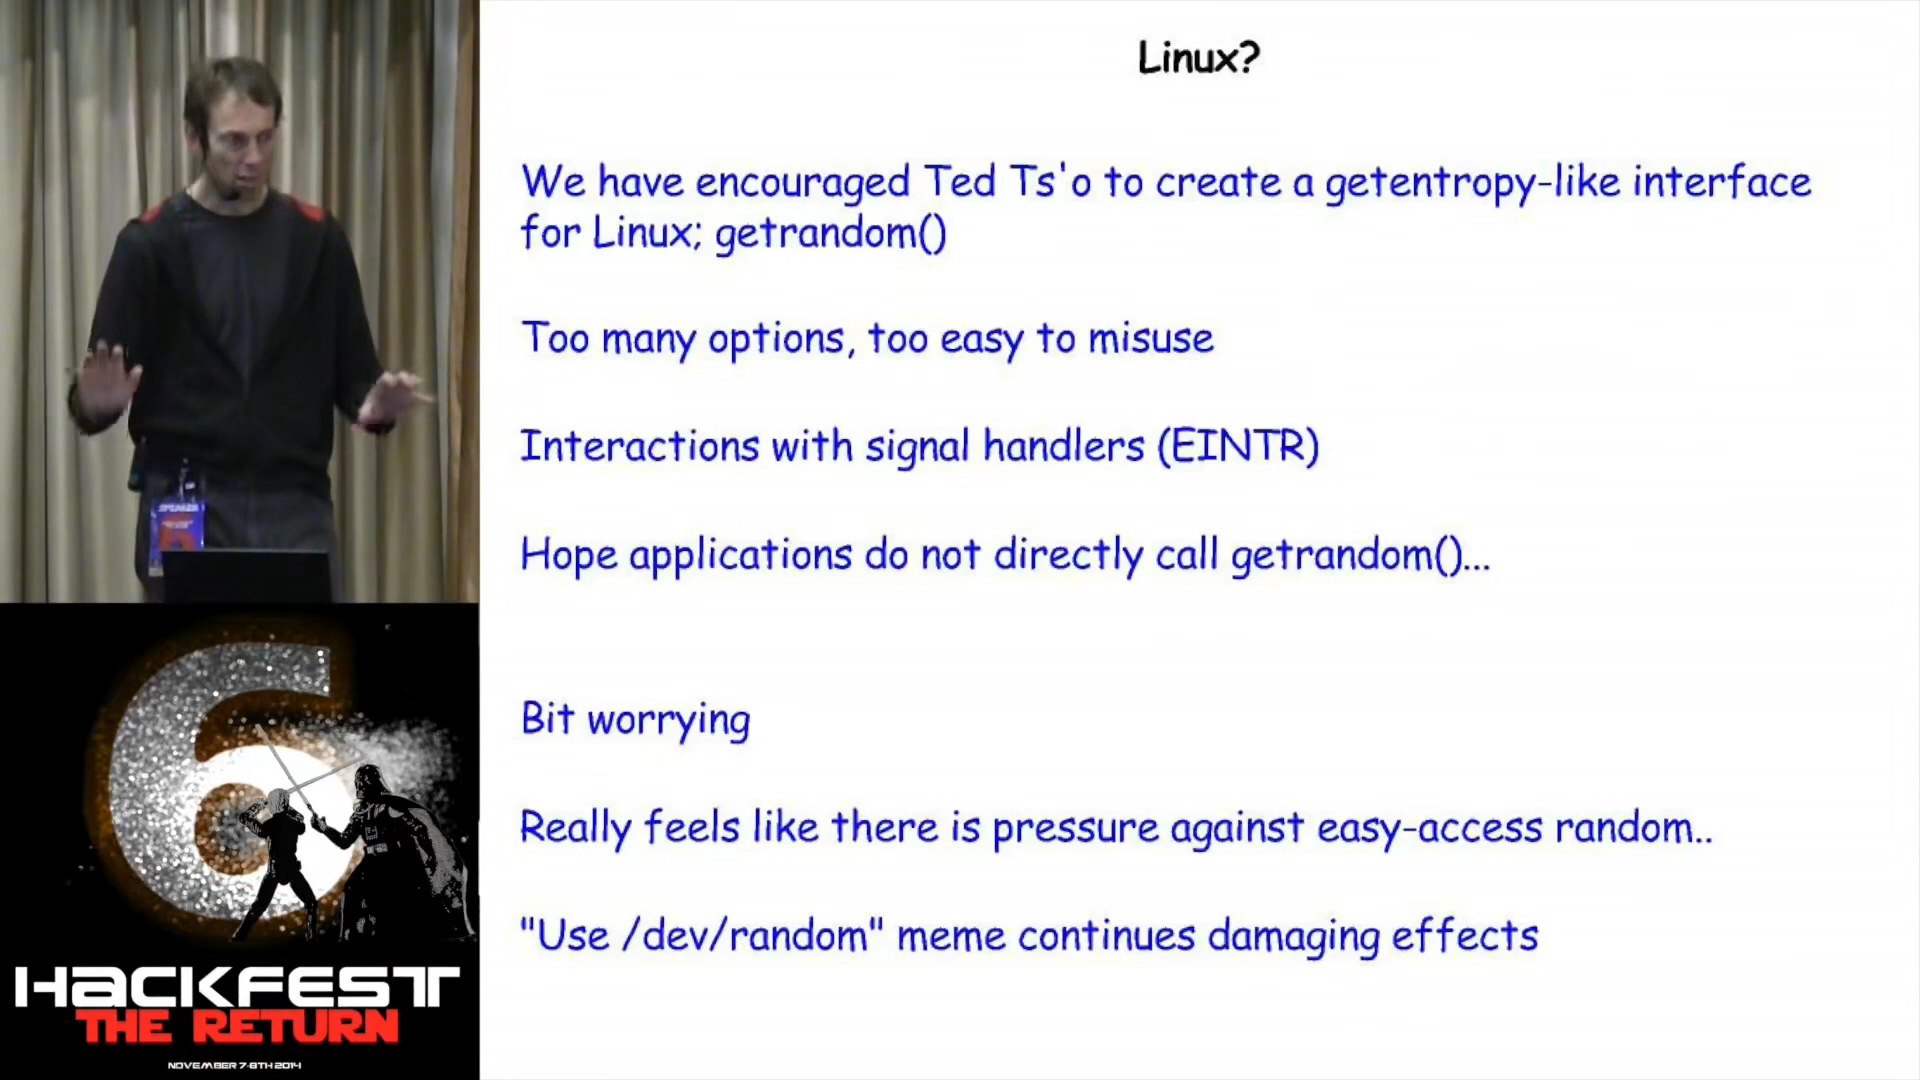 Linux?
We have encouraged Ted Ts'o to create a getentropy-like interface
for Linux; getrandom()
Too many options, too easy to misuse
Interactions with signal handlers (EINTR)
Hope applications do not directly call getrandom()...
Bit worrying
Really feels like there is pressure against easy-access random..
"Use /dev/random" meme continues damaging effects
SPEAKER
6
HACKFEST
THE RETURN
NOVEMBER 7-8TH 2014